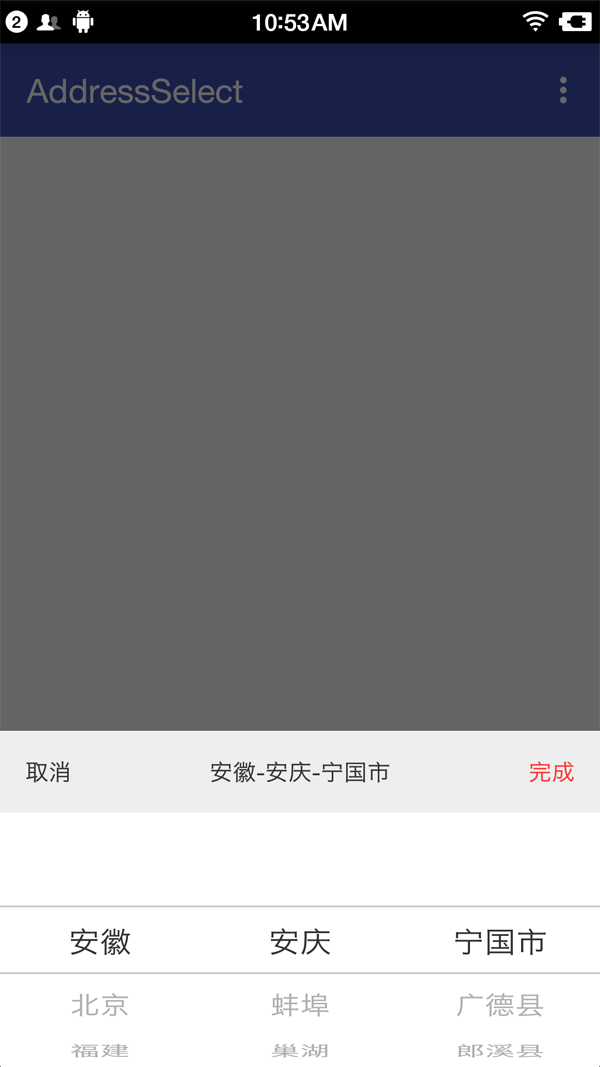 2 10:53AM
AddressSelect
取消 安徽-安庆-宁国市 完成
安徽 安庆 宁国市
北京 蚌埠 广德县
福建 巢湖 郎溪县